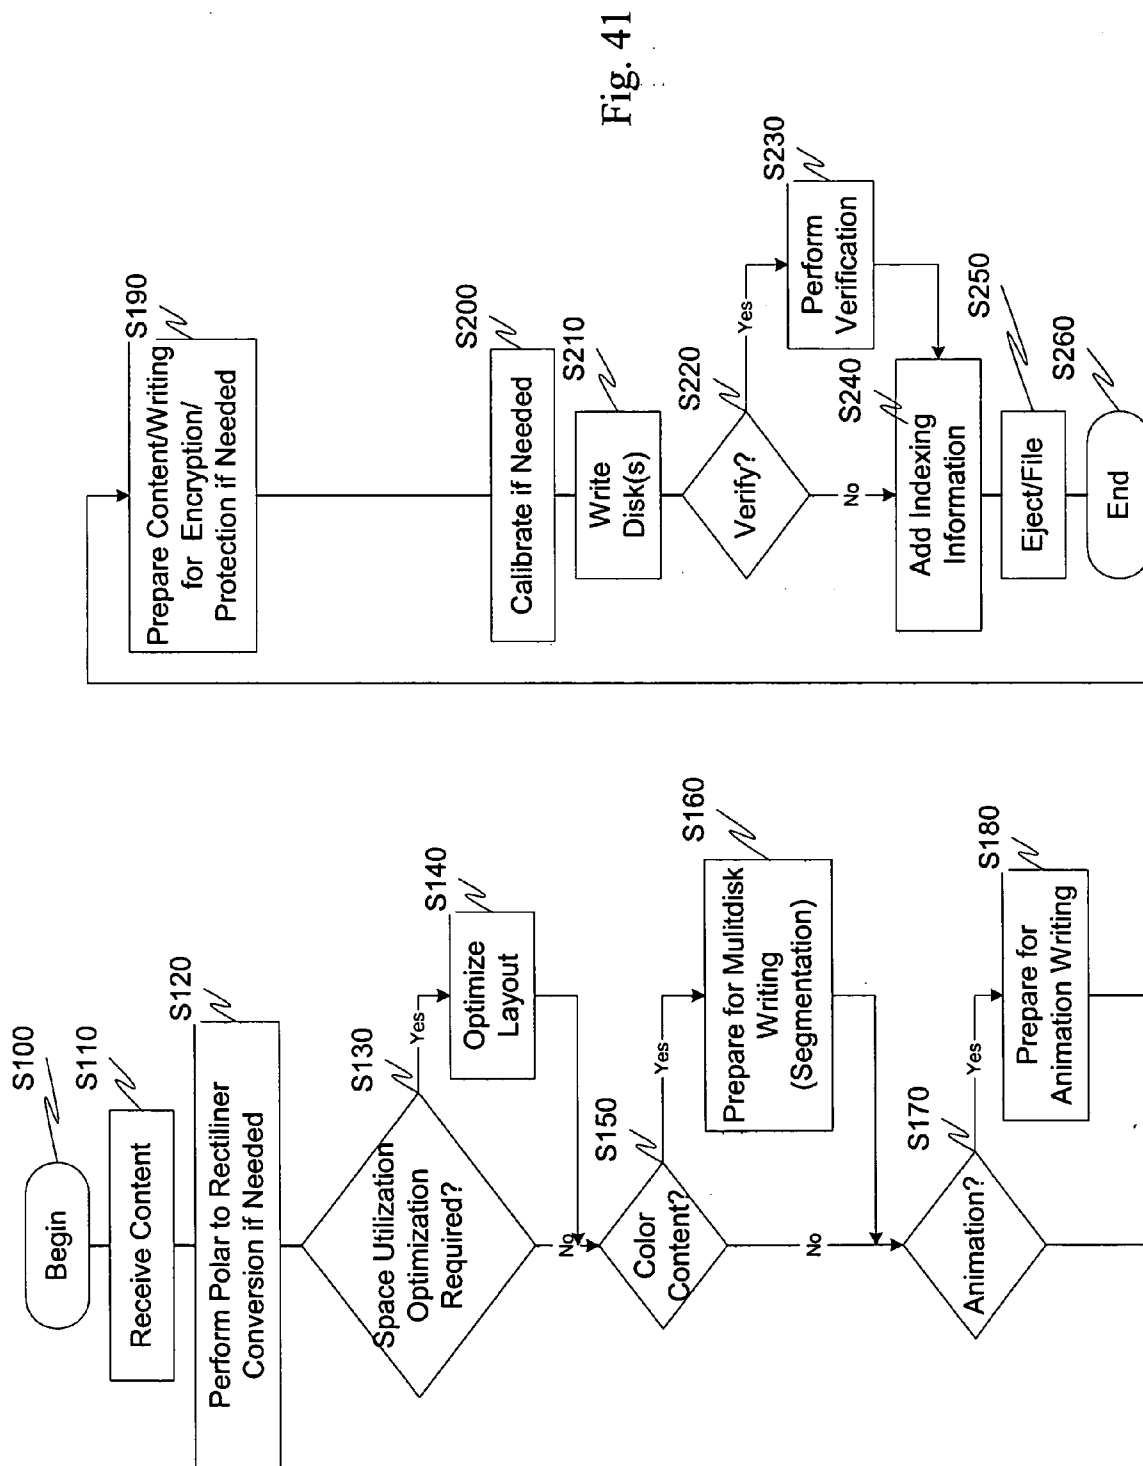 S100
Begin
S110
Receive Content
S120
Perform Polar to Rectiliner
Conversion if Needed
S130
Space Utilization
Optimization
Required?
Yes
S140
Optimize
Layout
No
S150
Color
Content?
Yes
S160
Prepare for Mulitdisk
Writing
(Segmentation)
No
S170
Animation?
Yes
S180
Prepare for
Animation Writing
S190
Prepare Content/Writing
for Encryption/
Protection if Needed
S200
Calibrate if Needed
S210
Write
Disk(s)
S220
Verify?
Yes
S230
Perform
Verification
No
S240
Add Indexing
Information
S250
Eject/File
S260
End
Fig. 41